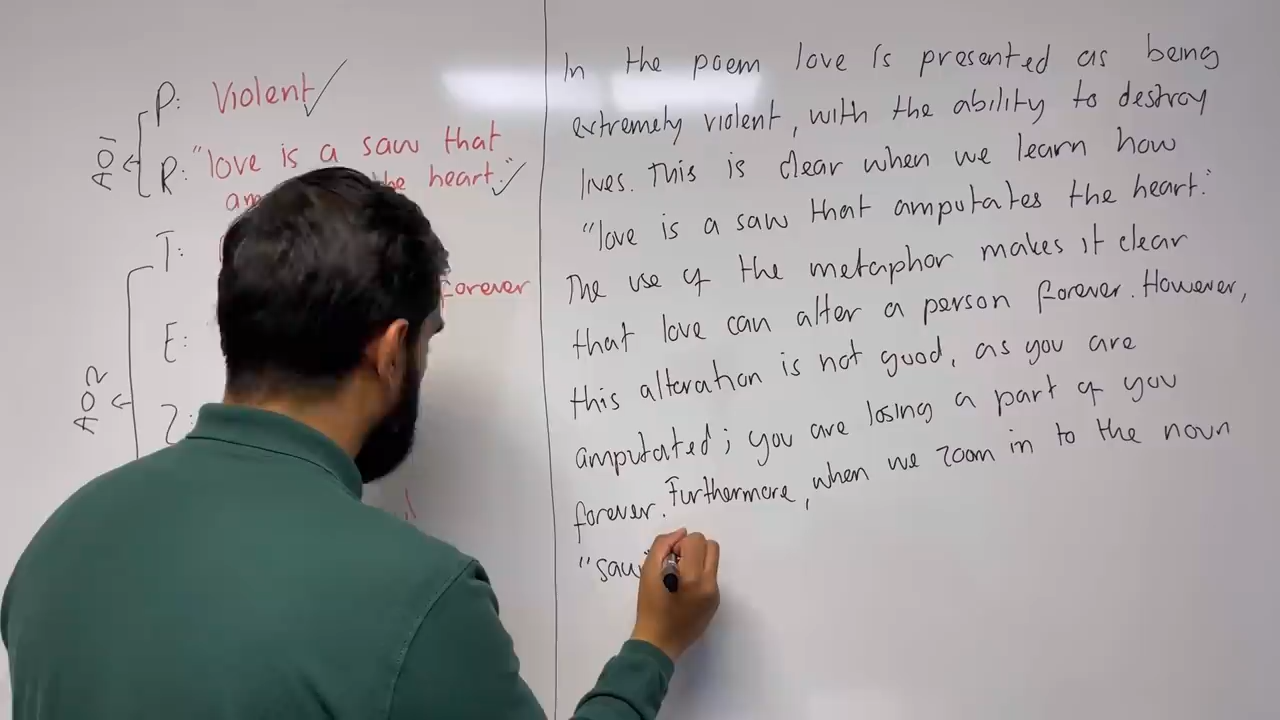 AO1
P: Violent
R: "love is a saw that
the heart."
AO2
T:
forever
E:
Z:
In the poem love is presented as being
extremely violent, with the ability to destroy
lives. This is clear when we learn how
"love is a saw that amputates the heart."
The use of the metaphor makes it clear
that love can alter a person forever. However,
this alteration is not good, as you are
amputated; you are losing a part of you
forever. Furthermore, when we zoom in to the noun
"saw"